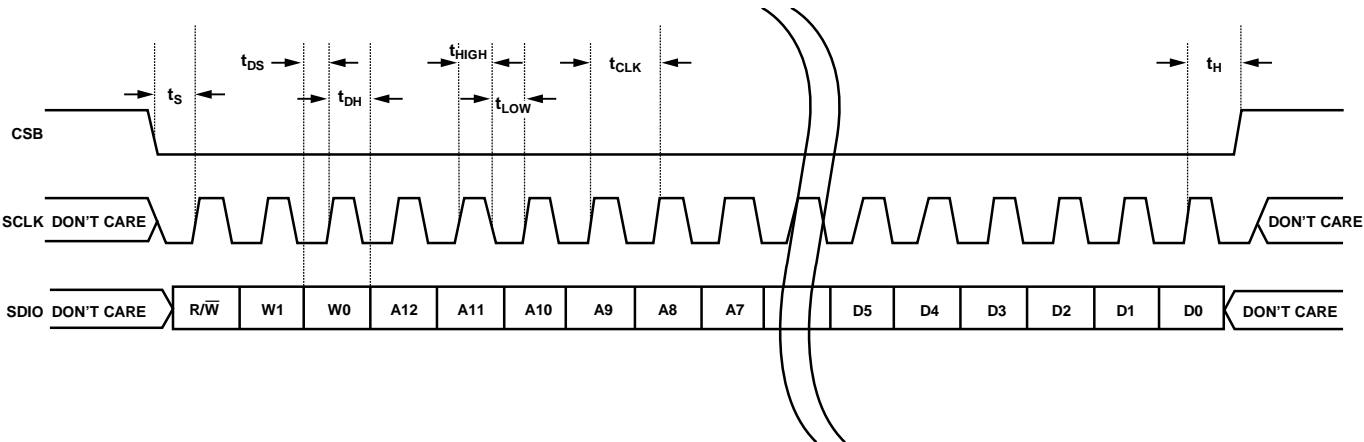 tHIGH
tDS tCLK tH
tS tDH tLOW
CSB
SCLK DON'T CARE DON'T CARE
SDIO DON'T CARE R/W̅ W1 W0 A12 A11 A10 A9 A8 A7 D5 D4 D3 D2 D1 D0 DON'T CARE